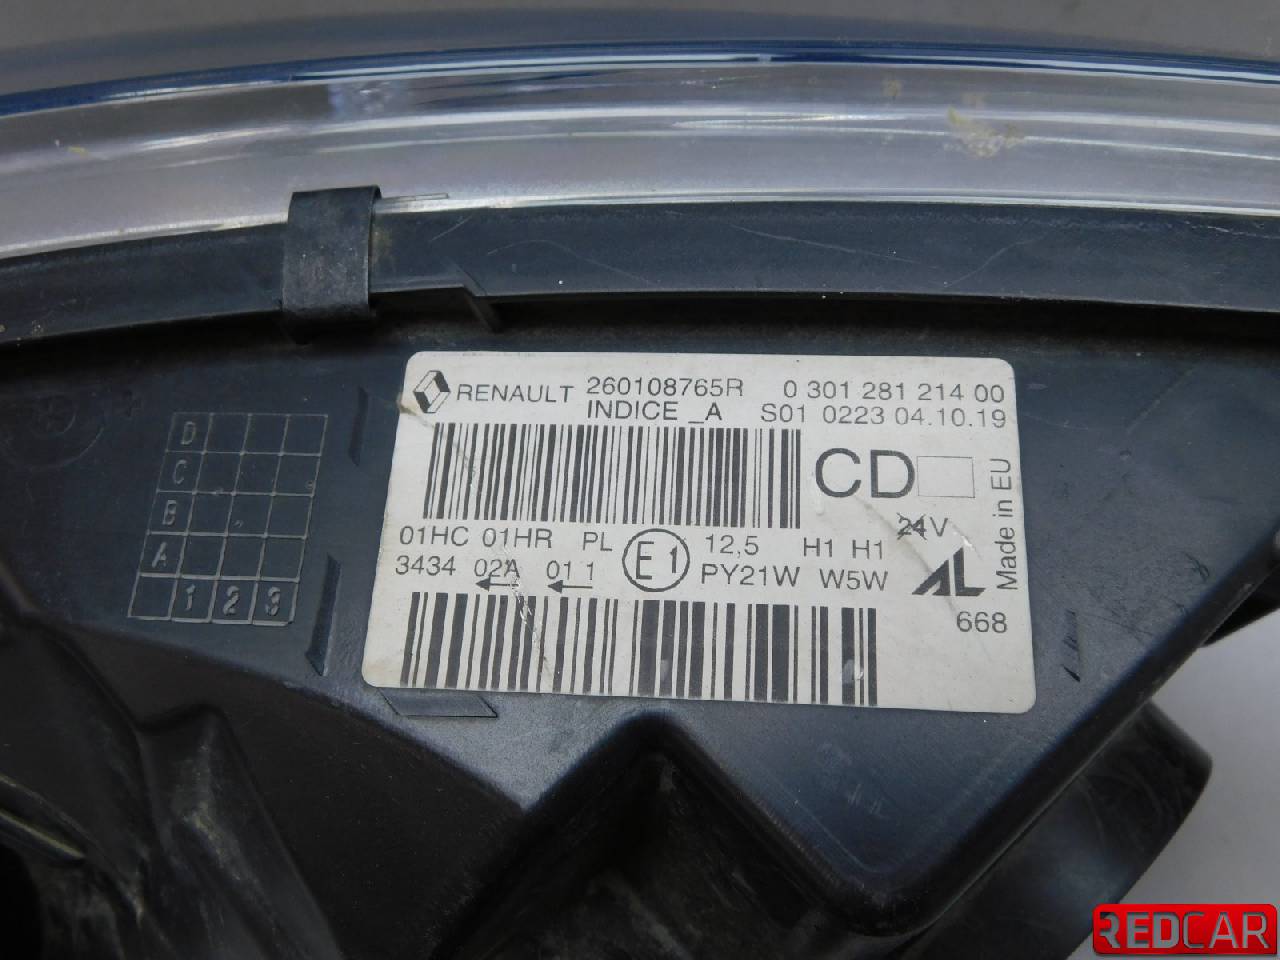 RENAULT 260108765R 0 301 281 214 00
INDICE _A S01 0223 04.10.19
CD
24V
Made in EU
01HC 01HR PL E1 12,5 H1 H1
3434 02A 01 1 PY21W W5W
AL
668
D
C
B
A
1 2 3
REDCAR